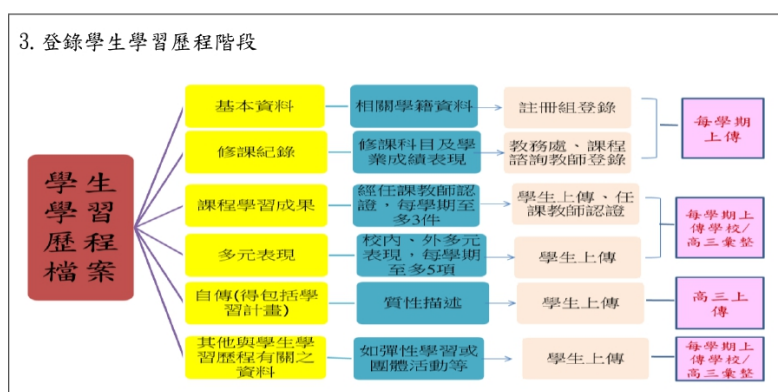 3. 登錄學生學習歷程階段
學生
學習
歷程
檔案
基本資料
相關學籍資料
註冊組登錄
修課紀錄
修課科目及學
業成績表現
教務處、課程
諮詢教師登錄
每學期
上傳
課程學習成果
經任課教師認
證，每學期至
多3件
學生上傳、任
課教師認證
多元表現
校內、外多元
表現，每學期
至多5項
學生上傳
每學期上
傳學校/
高三彙整
自傳(得包括學
習計畫)
質性描述
學生上傳
高三上
傳
其他與學生學
習歷程有關之
資料
如彈性學習或
團體活動等
學生上傳
每學期上
傳學校/
高三彙整